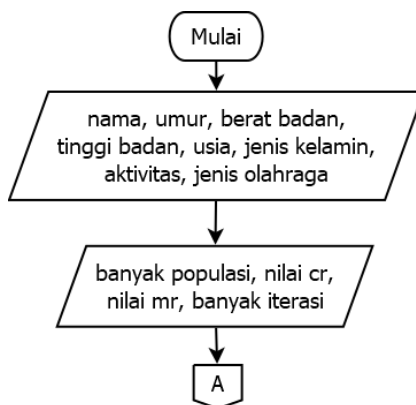 Mulai
nama, umur, berat badan,
tinggi badan, usia, jenis kelamin,
aktivitas, jenis olahraga
banyak populasi, nilai cr,
nilai mr, banyak iterasi
A